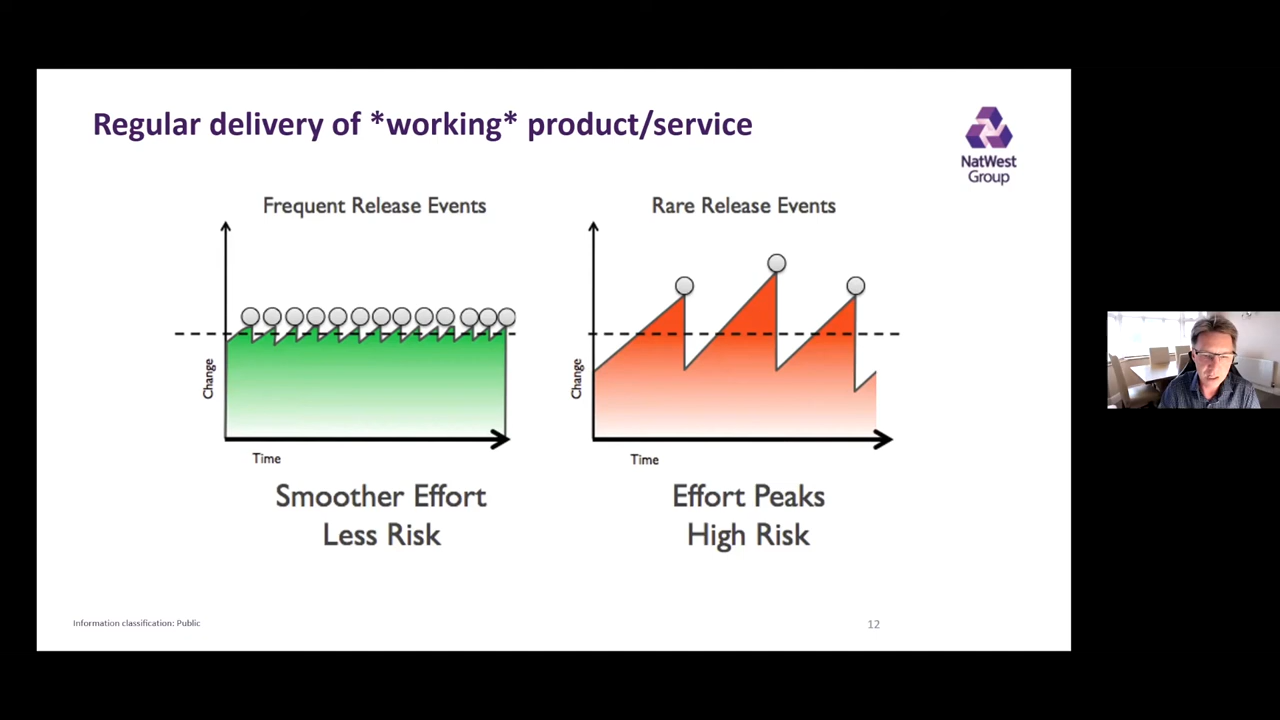 Regular delivery of *working* product/service
NatWest
Group
Frequent Release Events
Change
Time
Smoother Effort
Less Risk
Rare Release Events
Change
Time
Effort Peaks
High Risk
Information classification: Public
12